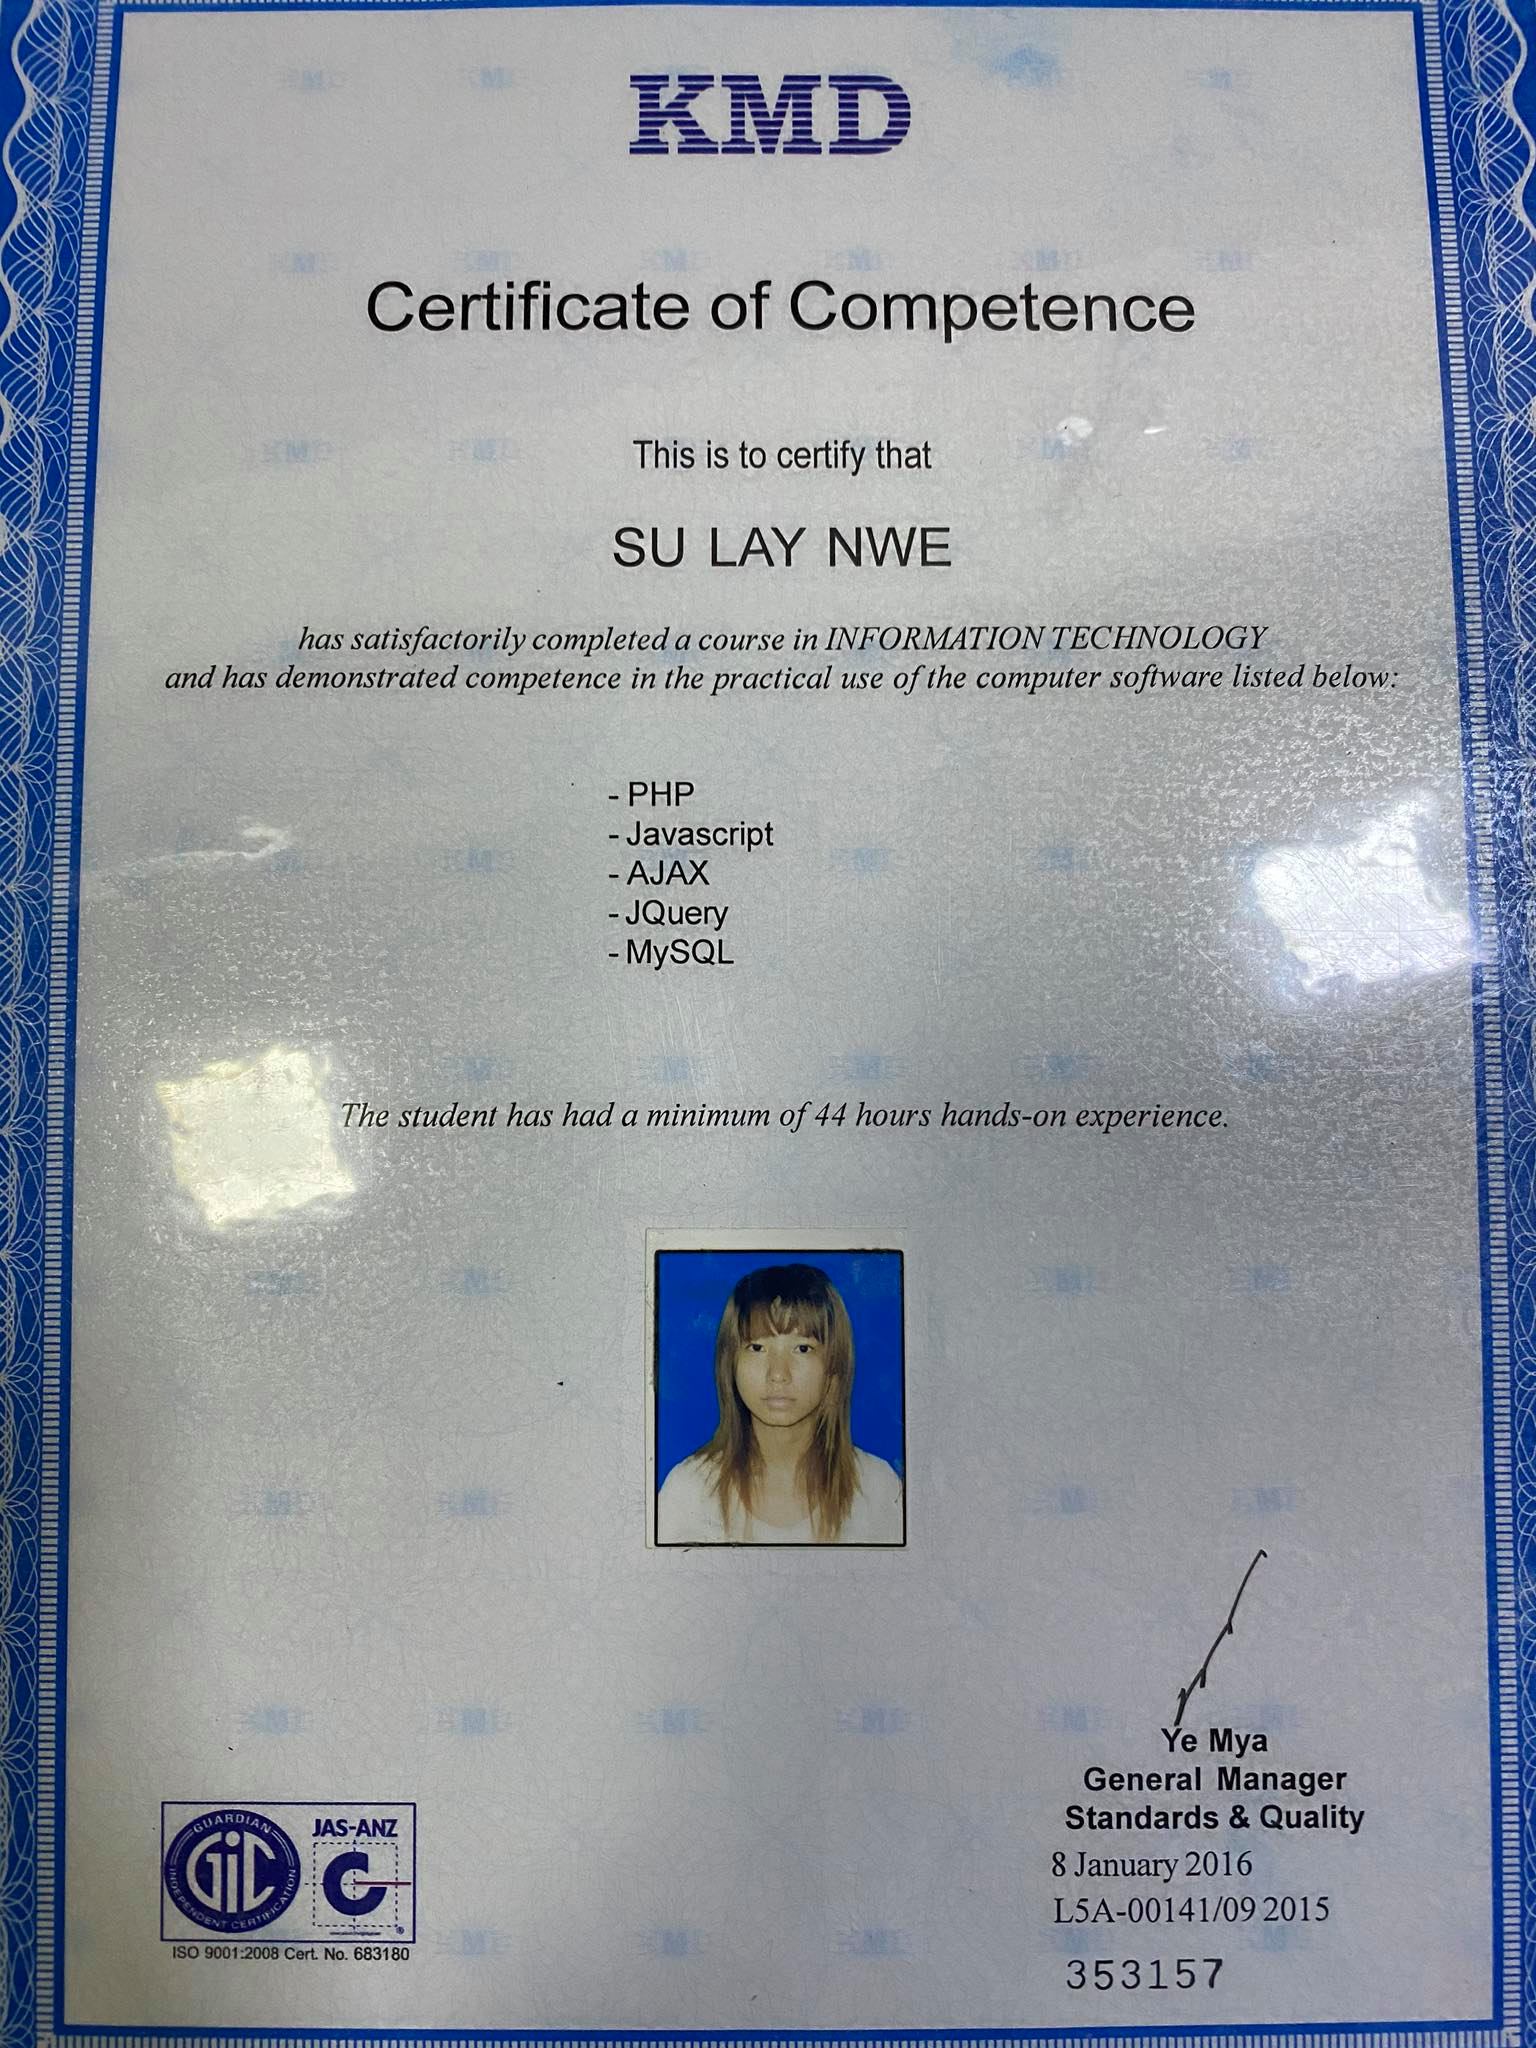 KMD
Certificate of Competence
This is to certify that
SU LAY NWE
has satisfactorily completed a course in INFORMATION TECHNOLOGY
and has demonstrated competence in the practical use of the computer software listed below:
- PHP
- Javascript
- AJAX
- JQuery
- MySQL
The student has had a minimum of 44 hours hands-on experience.
Ye Mya
General Manager
Standards & Quality
8 January 2016
L5A-00141/09 2015
353157
GUARDIAN
GiC
INDEPENDENT CERTIFICATION
JAS-ANZ
C
ISO 9001:2008 Cert. No. 683180